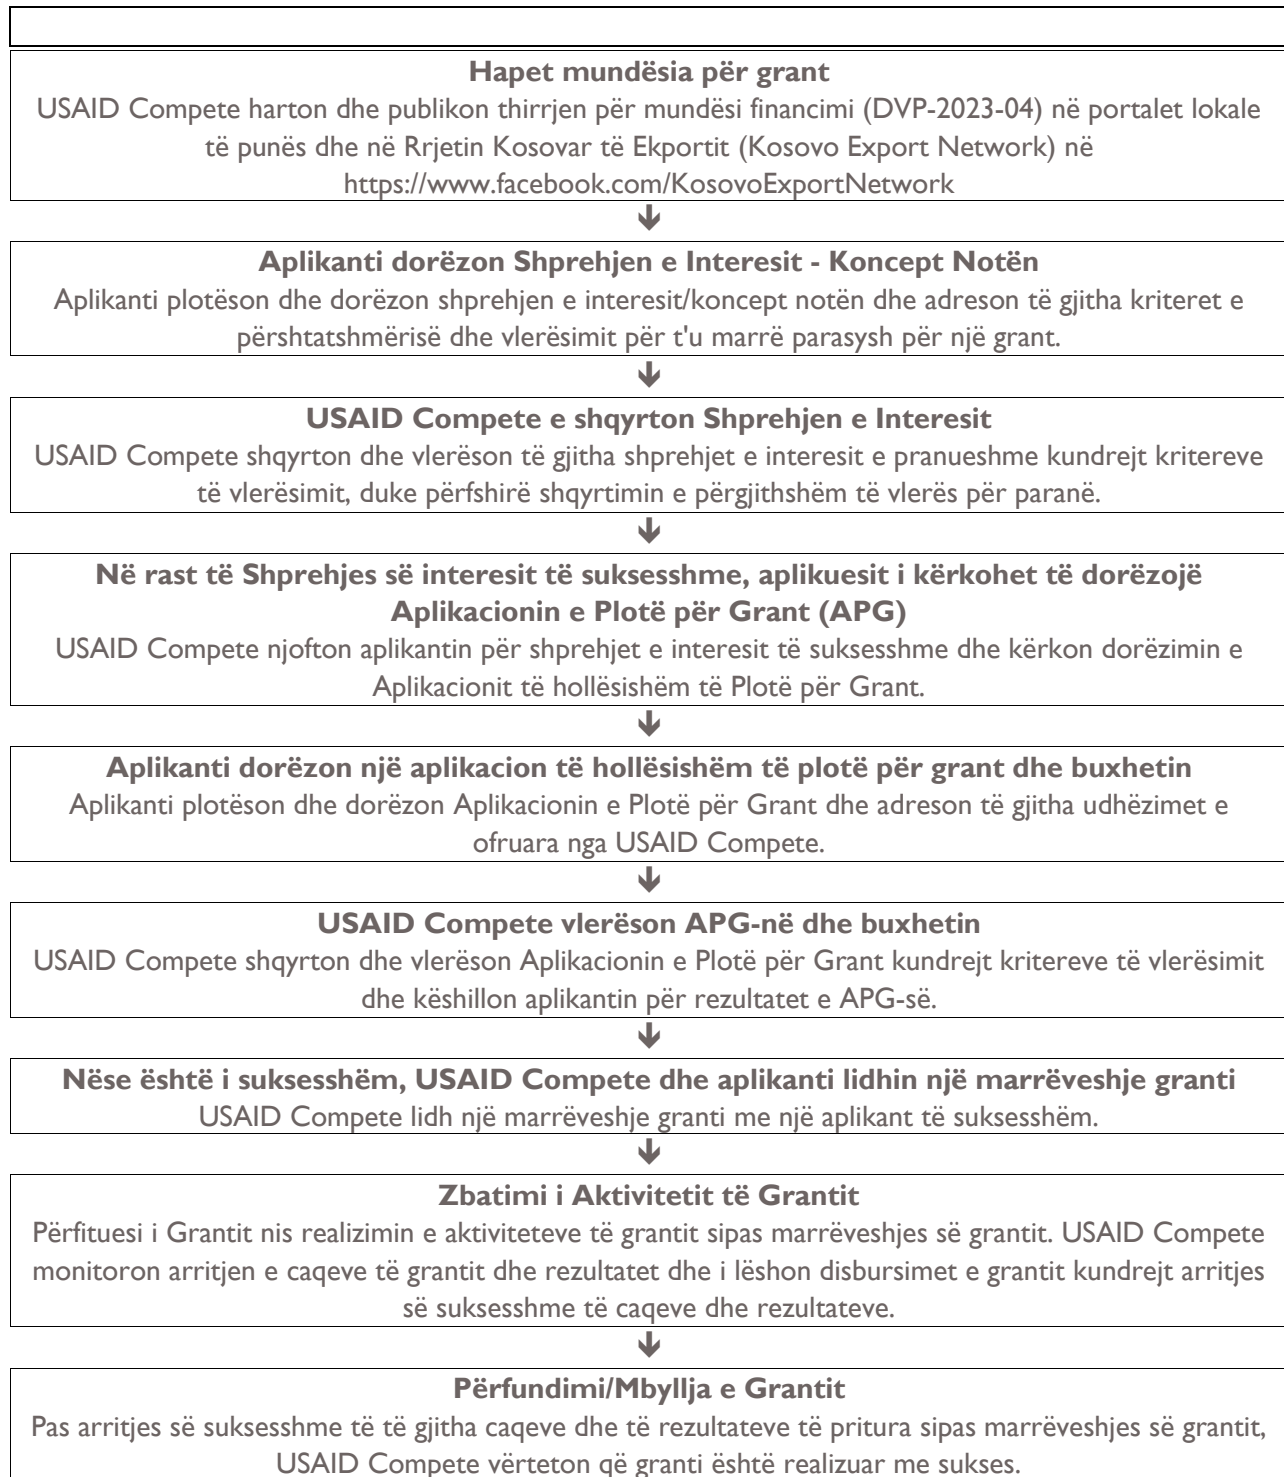 Hapet mundësia për grant
USAID Compete harton dhe publikon thirrjen për mundësi financimi (DVP-2023-04) në portalet lokale
të punës dhe në Rrjetin Kosovar të Ekportit (Kosovo Export Network) në
https://www.facebook.com/KosovoExportNetwork
Aplikanti dorëzon Shprehjen e Interesit - Koncept Notën
Aplikanti plotëson dhe dorëzon shprehjen e interesit/koncept notën dhe adreson të gjitha kriteret e
përshtatshmërisë dhe vlerësimit për t'u marrë parasysh për një grant.
USAID Compete e shqyrton Shprehjen e Interesit
USAID Compete shqyrton dhe vlerëson të gjitha shprehjet e interesit e pranueshme kundrejt kritereve
të vlerësimit, duke përfshirë shqyrtimin e përgjithshëm të vlerës për paranë.
Në rast të Shprehjes së interesit të suksesshme, aplikuesit i kërkohet të dorëzojë
Aplikacionin e Plotë për Grant (APG)
USAID Compete njofton aplikantin për shprehjet e interesit të suksesshme dhe kërkon dorëzimin e
Aplikacionit të hollësishëm të Plotë për Grant.
Aplikanti dorëzon një aplikacion të hollësishëm të plotë për grant dhe buxhetin
Aplikanti plotëson dhe dorëzon Aplikacionin e Plotë për Grant dhe adreson të gjitha udhëzimet e
ofruara nga USAID Compete.
USAID Compete vlerëson APG-në dhe buxhetin
USAID Compete shqyrton dhe vlerëson Aplikacionin e Plotë për Grant kundrejt kritereve të vlerësimit
dhe këshillon aplikantin për rezultatet e APG-së.
Nëse është i suksesshëm, USAID Compete dhe aplikanti lidhin një marrëveshje granti
USAID Compete lidh një marrëveshje granti me një aplikant të suksesshëm.
Zbatimi i Aktivitetit të Grantit
Përfituesi i Grantit nis realizimin e aktiviteteve të grantit sipas marrëveshjes së grantit. USAID Compete
monitoron arritjen e caqeve të grantit dhe rezultatet dhe i lëshon disbursimet e grantit kundrejt arritjes
së suksesshme të caqeve dhe rezultateve.
Përfundimi/Mbyllja e Grantit
Pas arritjes së suksesshme të të gjitha caqeve dhe të rezultateve të pritura sipas marrëveshjes së grantit,
USAID Compete vërteton që granti është realizuar me sukses.